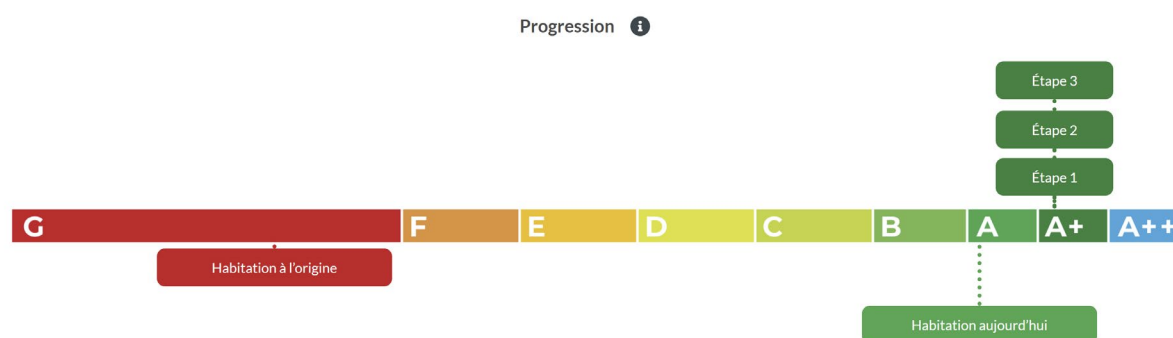 Progression
Étape 3
Étape 2
Étape 1
G F E D C B A A+ A++
Habitation à l'origine
Habitation aujourd'hui